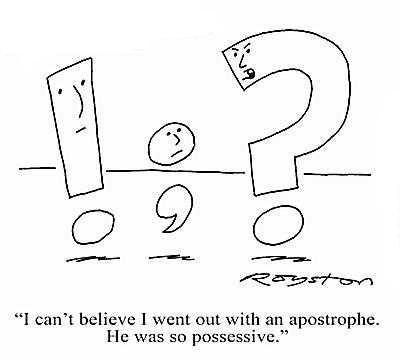 Royston
“I can’t believe I went out with an apostrophe.
He was so possessive.”